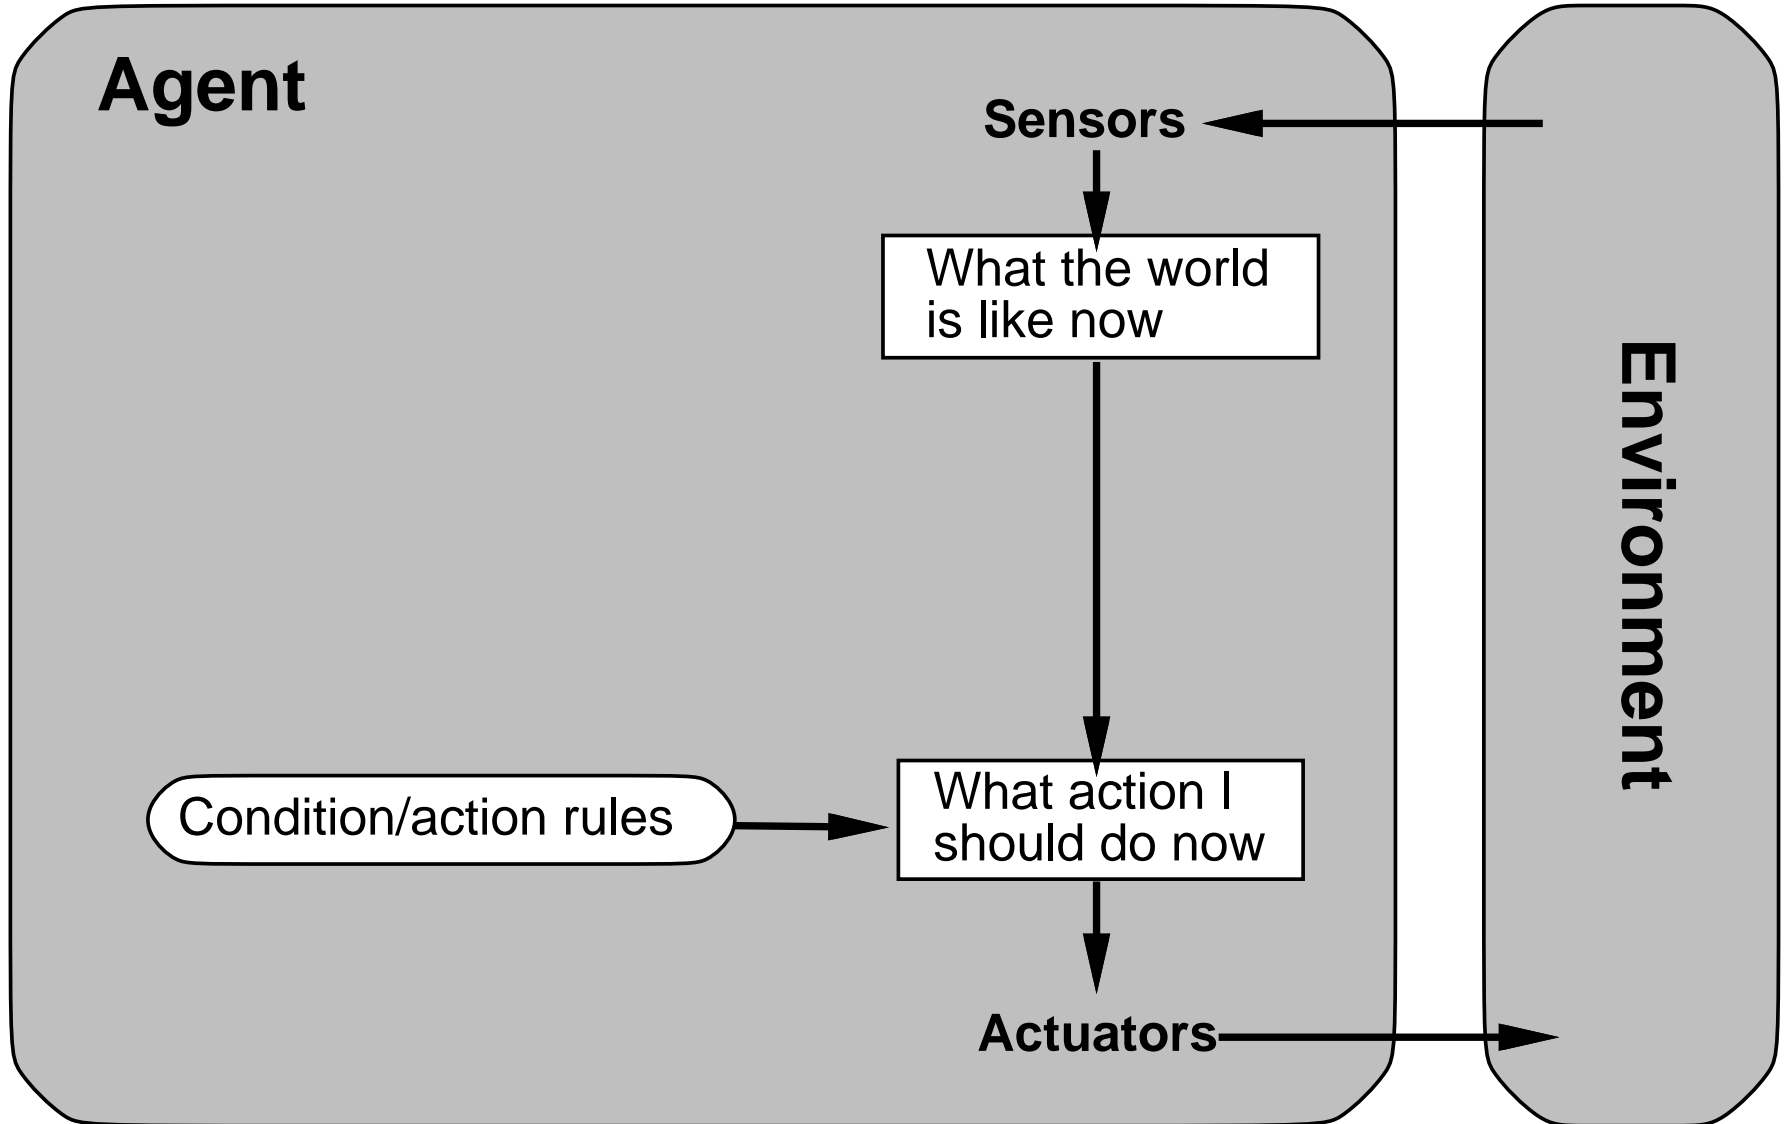 Agent
Sensors
What the world
is like now
Environment
Condition/action rules
What action I
should do now
Actuators